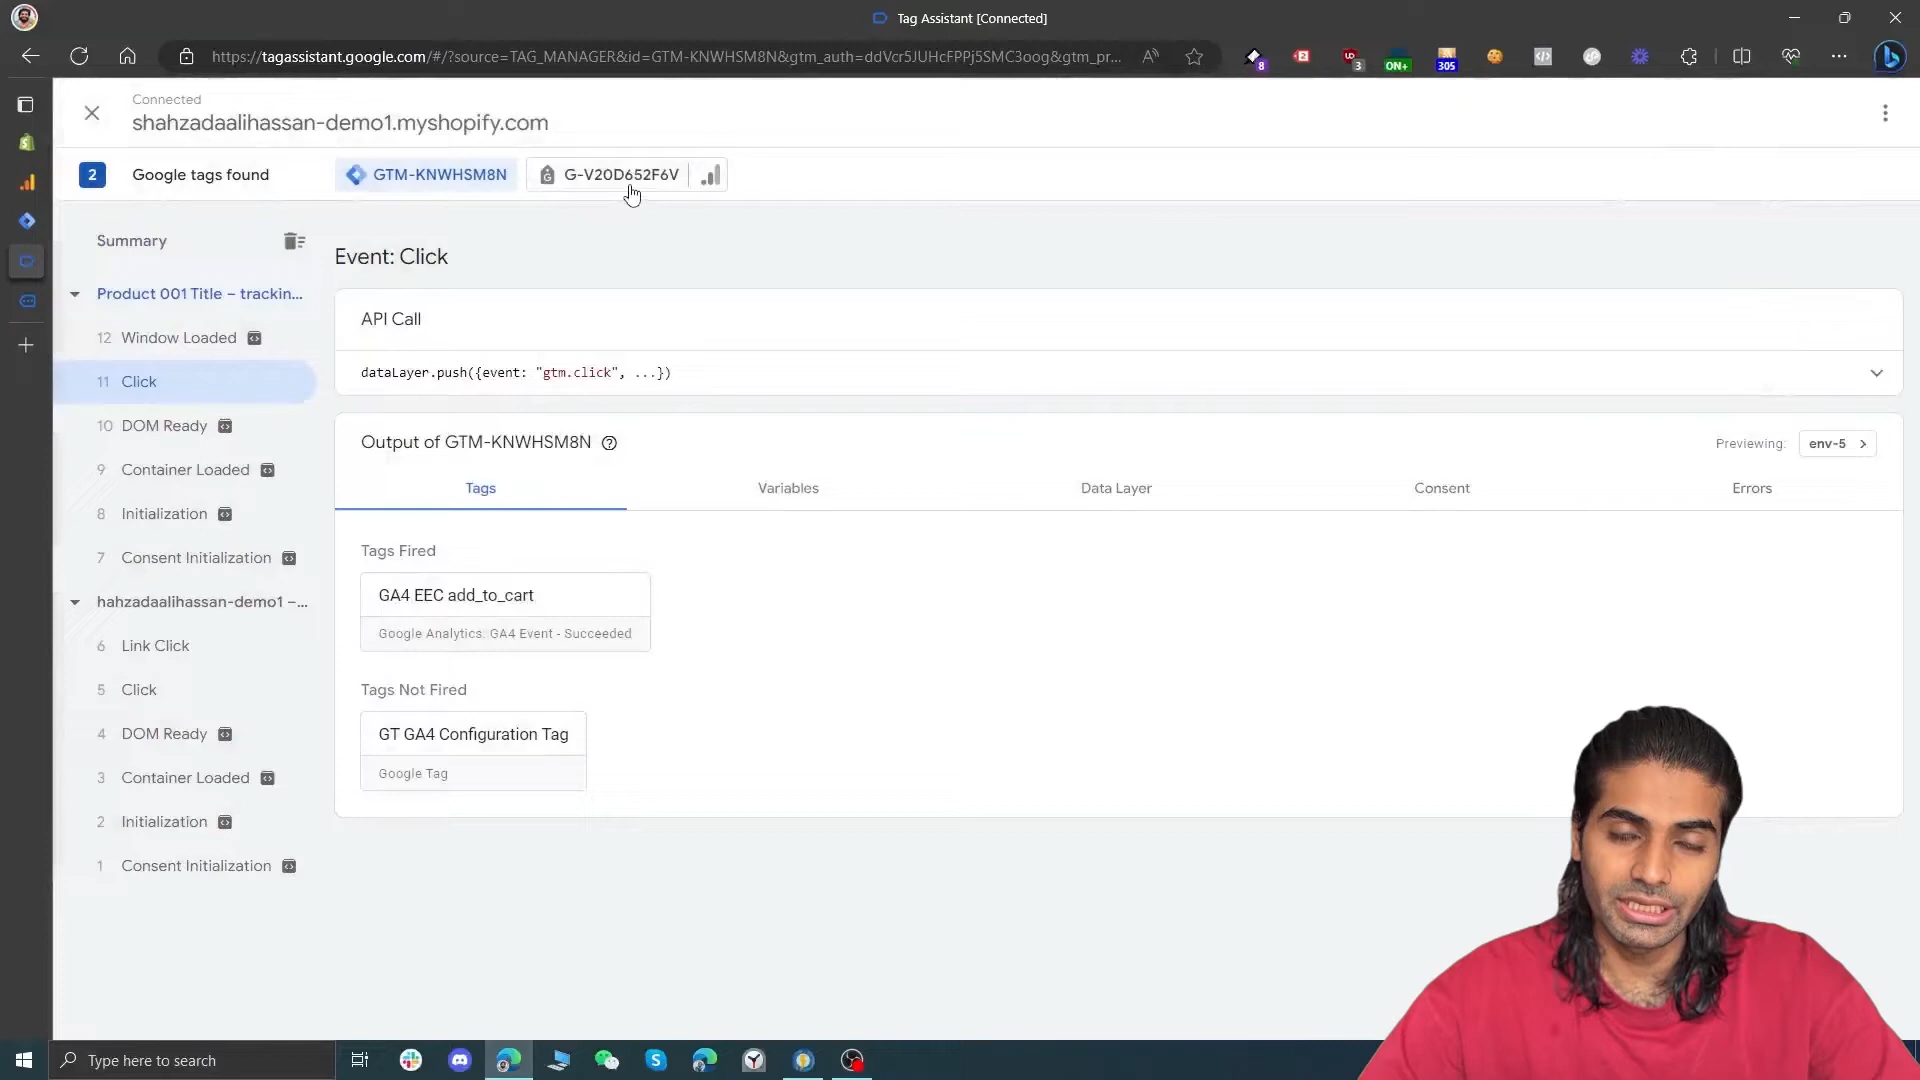 Tag Assistant [Connected]
https://tagassistant.google.com/#/?source=TAG_MANAGER&id=GTM-KNWHSM8N&gtm_auth=ddVcr5JUHcFPPj5SMC3oog&gtm_pr...
8
3
ON+
305
Connected
shahzadaalihassan-demo1.myshopify.com
2 Google tags found GTM-KNWHSM8N G-V20D652F6V
Summary
Product 001 Title – trackin...
12 Window Loaded
11 Click
10 DOM Ready
9 Container Loaded
8 Initialization
7 Consent Initialization
hahzadaalihassan-demo1 –...
6 Link Click
5 Click
4 DOM Ready
3 Container Loaded
2 Initialization
1 Consent Initialization
Event: Click
API Call
dataLayer.push({event: "gtm.click", ...})
Output of GTM-KNWHSM8N
Previewing: env-5
Tags Variables Data Layer Consent Errors
Tags Fired
GA4 EEC add_to_cart
Google Analytics: GA4 Event - Succeeded
Tags Not Fired
GT GA4 Configuration Tag
Google Tag
Type here to search